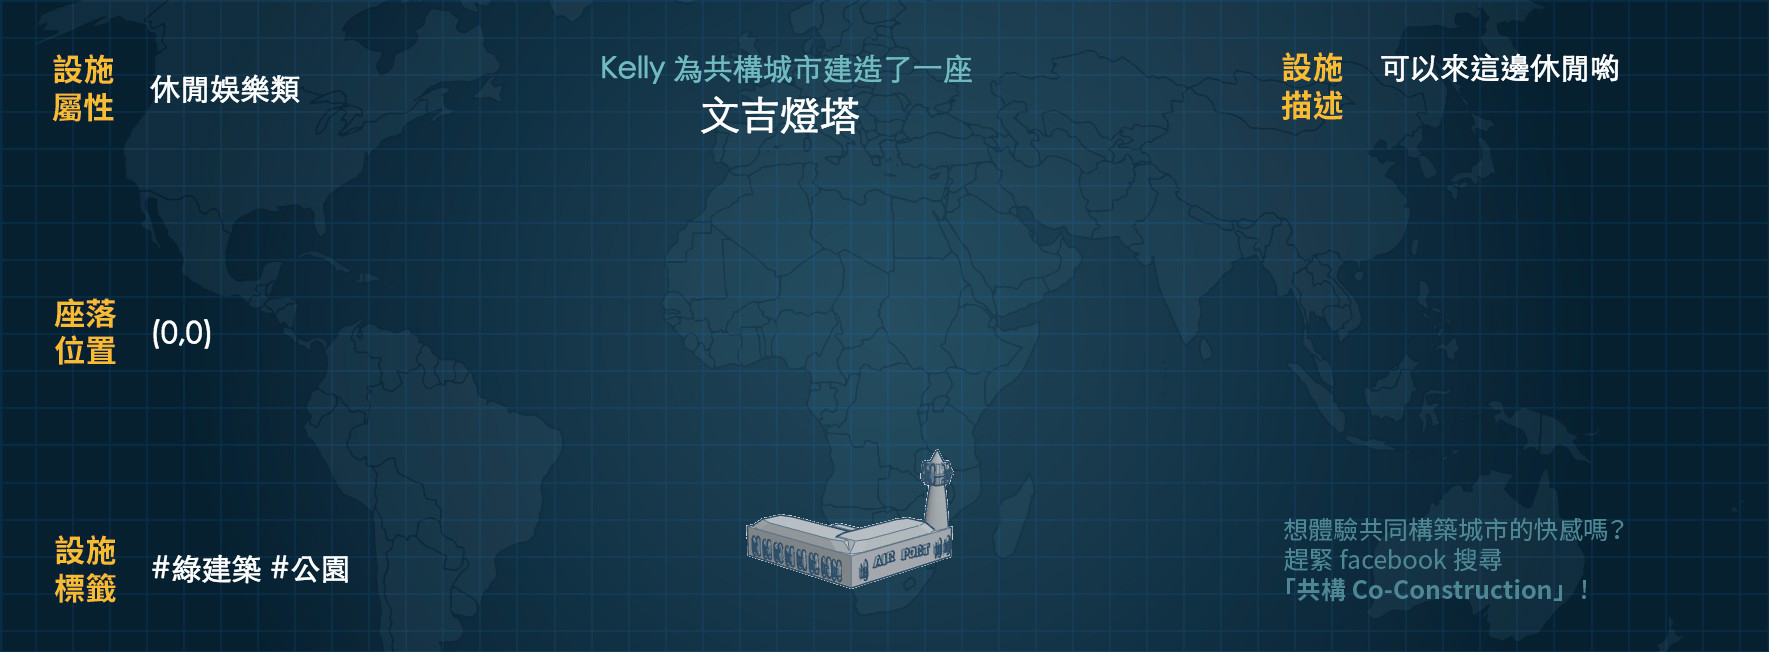 設施
屬性
休閒娛樂類
Kelly 為共構城市建造了一座
文吉燈塔
設施
描述
可以來這邊休閒喲
座落
位置
(0,0)
設施
標籤
#綠建築 #公園
AIR PORT
想體驗共同構築城市的快感嗎？
趕緊 facebook 搜尋
「共構 Co-Construction」！